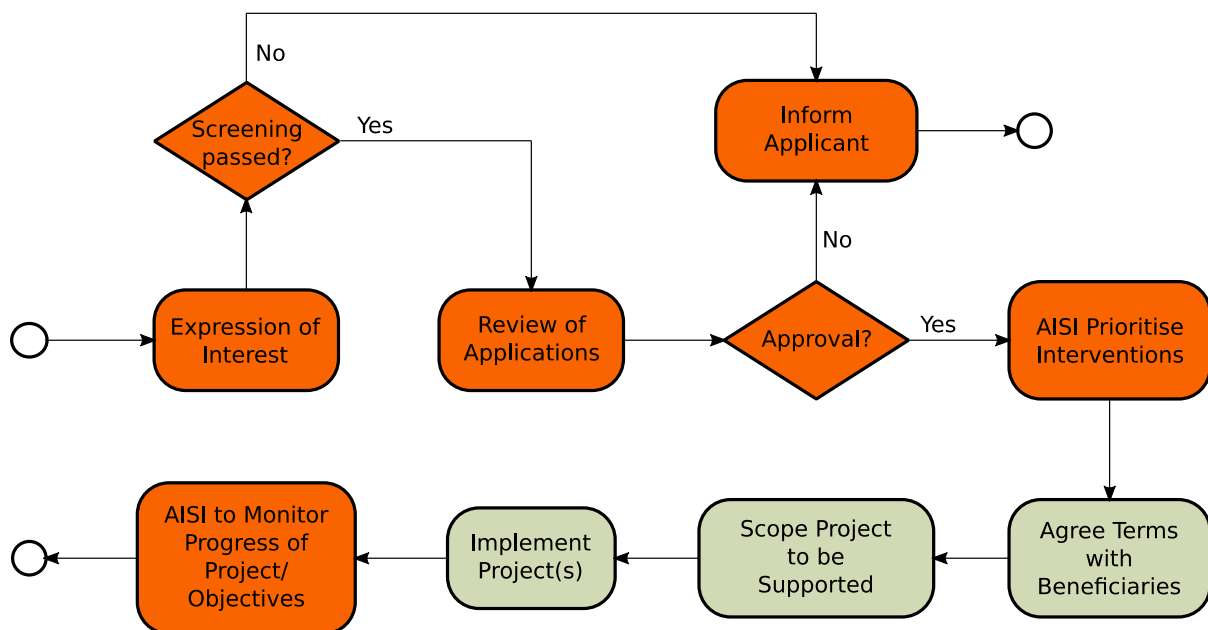 No
Screening
passed?
Yes
Inform
Applicant
No
Expression of
Interest
Review of
Applications
Approval?
Yes
AISI Prioritise
Interventions
AISI to Monitor
Progress of
Project/
Objectives
Implement
Project(s)
Scope Project
to be
Supported
Agree Terms
with
Beneficiaries